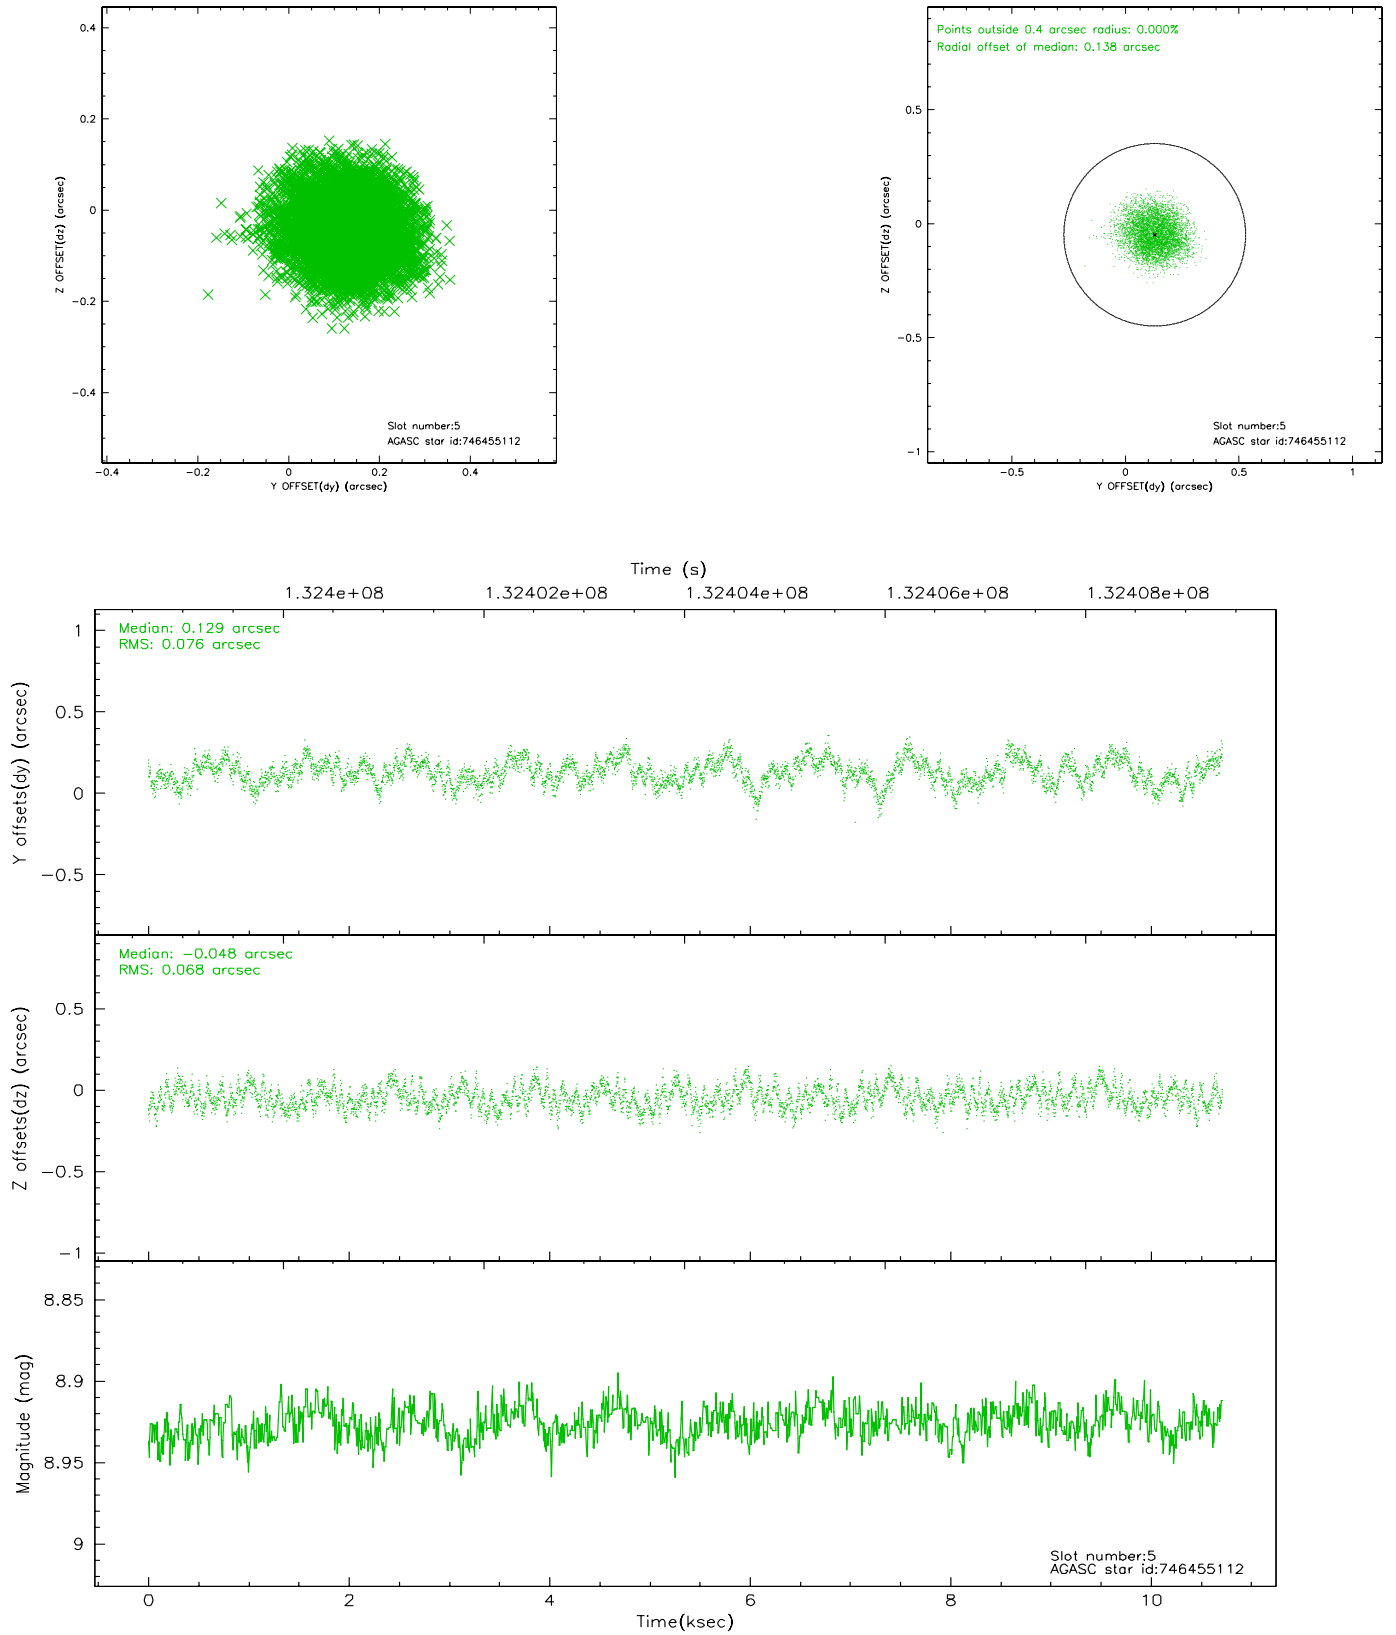 0.4
0.2
0
−0.2
−0.4
Z OFFSET(dz) (arcsec)
Slot number:5
AGASC star id:746455112
−0.4 −0.2 0 0.2 0.4
Y OFFSET(dy) (arcsec)
Points outside 0.4 arcsec radius: 0.000%
Radial offset of median: 0.138 arcsec
0.5
0
−0.5
−1
Z OFFSET(dz) (arcsec)
Slot number:5
AGASC star id:746455112
−0.5 0 0.5 1
Y OFFSET(dy) (arcsec)
Time (s)
1.324e+08 1.32402e+08 1.32404e+08 1.32406e+08 1.32408e+08
Median: 0.129 arcsec
RMS: 0.076 arcsec
1
0.5
0
−0.5
Y offsets(dy) (arcsec)
Median: −0.048 arcsec
RMS: 0.068 arcsec
0.5
0
−0.5
−1
Z offsets(dz) (arcsec)
8.85
8.9
8.95
9
Magnitude (mag)
Slot number:5
AGASC star id:746455112
0 2 4 6 8 10
Time(ksec)